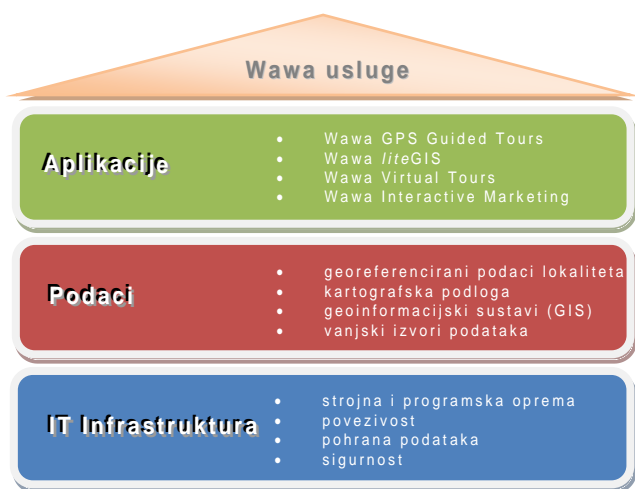 Wawa usluge
Aplikacije
• Wawa GPS Guided Tours
• Wawa liteGIS
• Wawa Virtual Tours
• Wawa Interactive Marketing
Podaci
• georeferencirani podaci lokaliteta
• kartografska podloga
• geoinformacijski sustavi (GIS)
• vanjski izvori podataka
IT Infrastruktura
• strojna i programska oprema
• povezivost
• pohrana podataka
• sigurnost